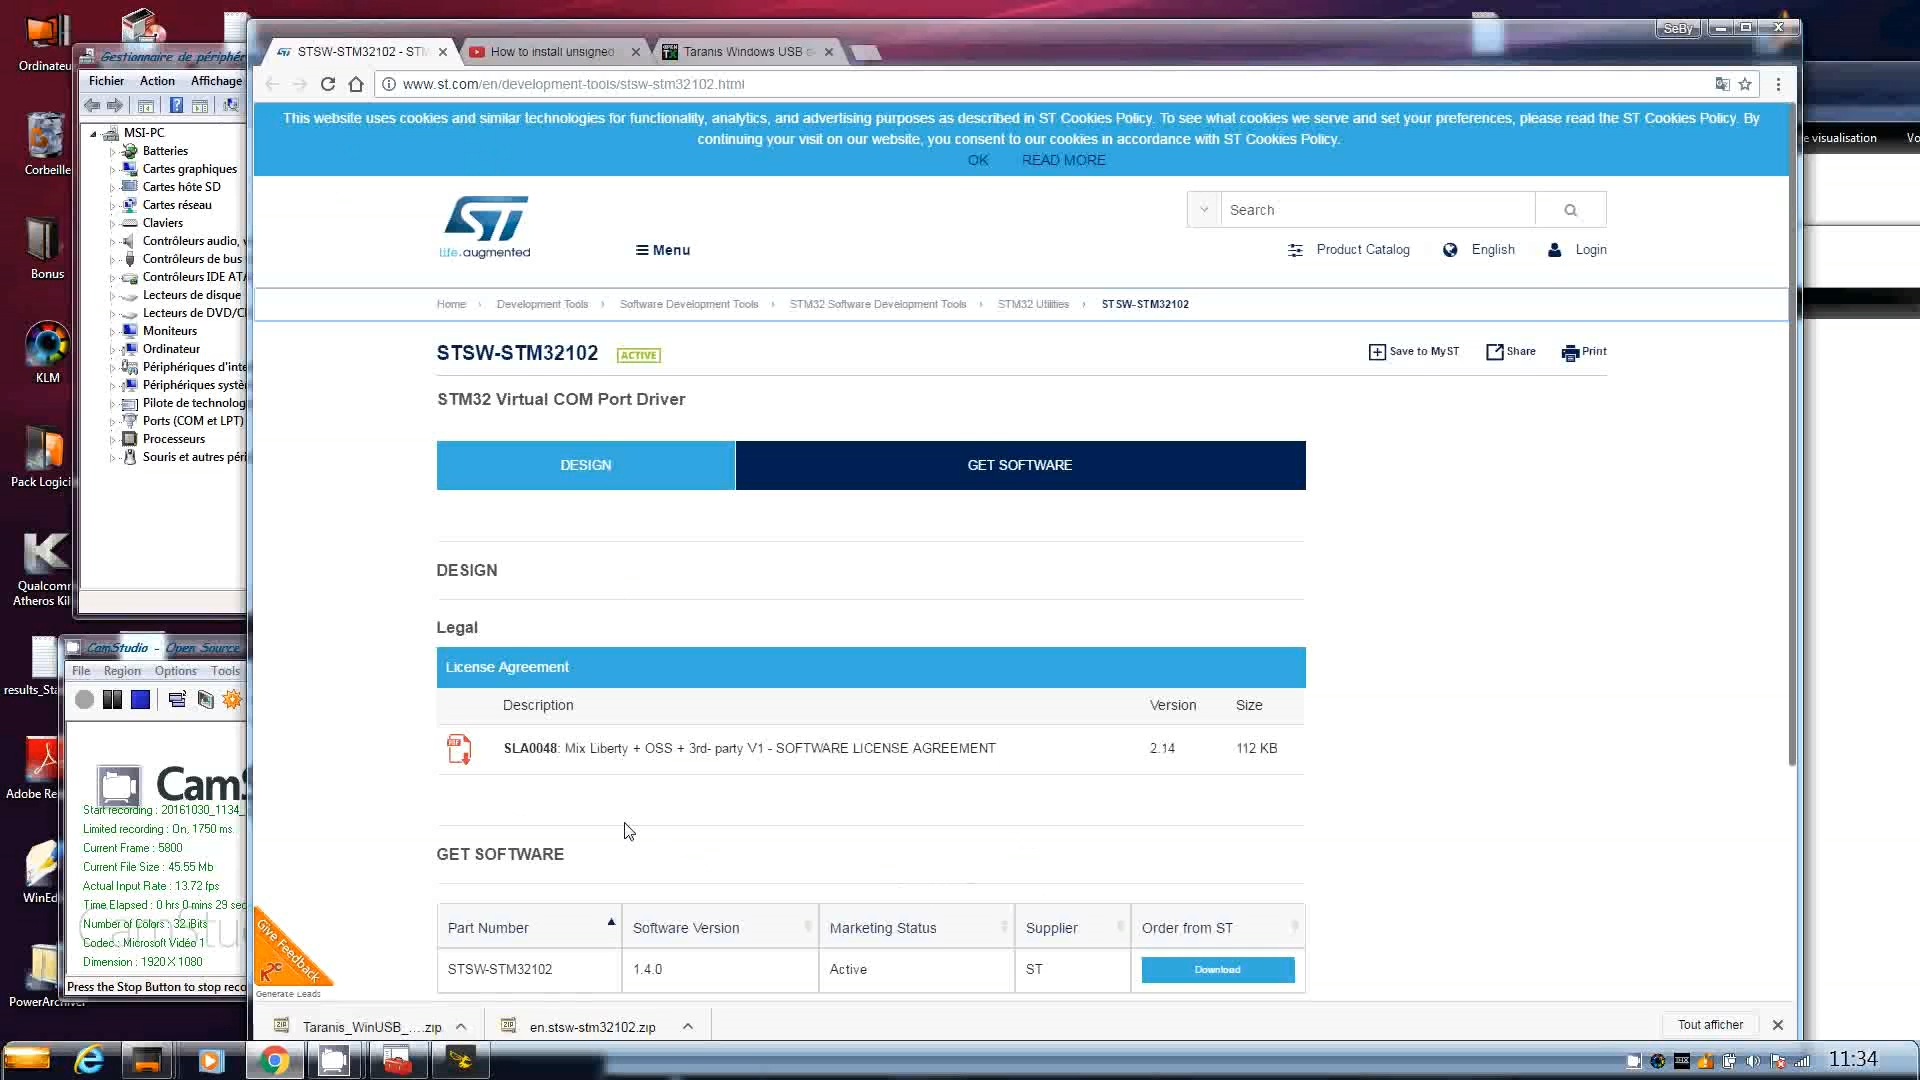 Ordinateu
Corbeille
Bonus
KLM
Pack Logici
Qualcomm
Atheros Kil
results_Sta
Adobe Re
WinEd
PowerArchiver
Gestionnaire de périphér
Fichier Action Affichage
MSI-PC
Batteries
Cartes graphiques
Cartes hôte SD
Cartes réseau
Claviers
Contrôleurs audio, v
Contrôleurs de bus
Contrôleurs IDE ATA
Lecteurs de disque
Lecteurs de DVD/C
Moniteurs
Ordinateur
Périphériques d'inte
Périphériques systè
Pilote de technolog
Ports (COM et LPT)
Processeurs
Souris et autres péri
CamStudio - Open Source
File Region Options Tools
CamS
Start recording : 20161030_1134_
Limited recording : On, 1750 ms.
Current Frame : 5800
Current File Size : 45.55 Mb
Actual Input Rate : 13.72 fps
Time Elapsed : 0 hrs 0 mins 29 sec
Number of Colors : 32 iBits
Codec : Microsoft Vidéo 1
Dimension : 1920 X 1080
Press the Stop Button to stop reco
SeBy
STSW-STM32102 - STM
How to install unsigned
Taranis Windows USB d
www.st.com/en/development-tools/stsw-stm32102.html
This website uses cookies and similar technologies for functionality, analytics, and advertising purposes as described in ST Cookies Policy. To see what cookies we serve and set your preferences, please read the ST Cookies Policy. By
continuing your visit on our website, you consent to our cookies in accordance with ST Cookies Policy.
OK READ MORE
ST
life.augmented
Menu
Search
Product Catalog English Login
Home › Development Tools › Software Development Tools › STM32 Software Development Tools › STM32 Utilities › STSW-STM32102
STSW-STM32102 ACTIVE
Save to MyST Share Print
STM32 Virtual COM Port Driver
DESIGN GET SOFTWARE
DESIGN
Legal
License Agreement
Description Version Size
PDF SLA0048: Mix Liberty + OSS + 3rd- party V1 - SOFTWARE LICENSE AGREEMENT 2.14 112 KB
GET SOFTWARE
Part Number Software Version Marketing Status Supplier Order from ST
STSW-STM32102 1.4.0 Active ST Download
Give Feedback
Generate Leads
Taranis_WinUSB_....zip
en.stsw-stm32102.zip
Tout afficher
e visualisation Vo
11:34